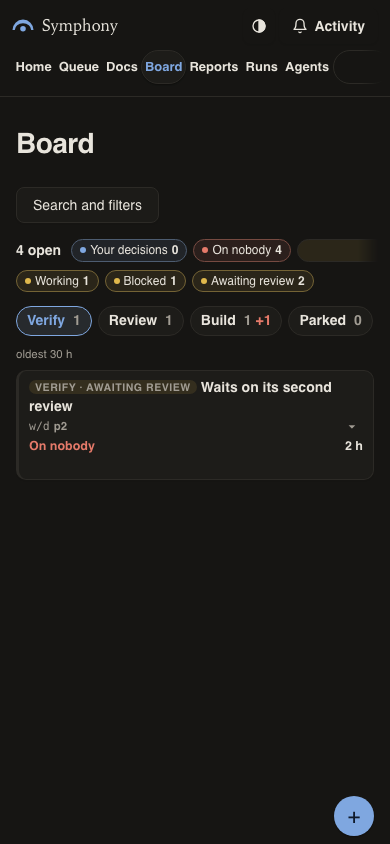 Symphony
Activity
Home Queue Docs Board Reports Runs Agents
Board
Search and filters
4 open Your decisions 0 On nobody 4
Working 1 Blocked 1 Awaiting review 2
Verify 1 Review 1 Build 1 +1 Parked 0
oldest 30 h
VERIFY · AWAITING REVIEW Waits on its second
review
w/d p2
On nobody 2 h
+